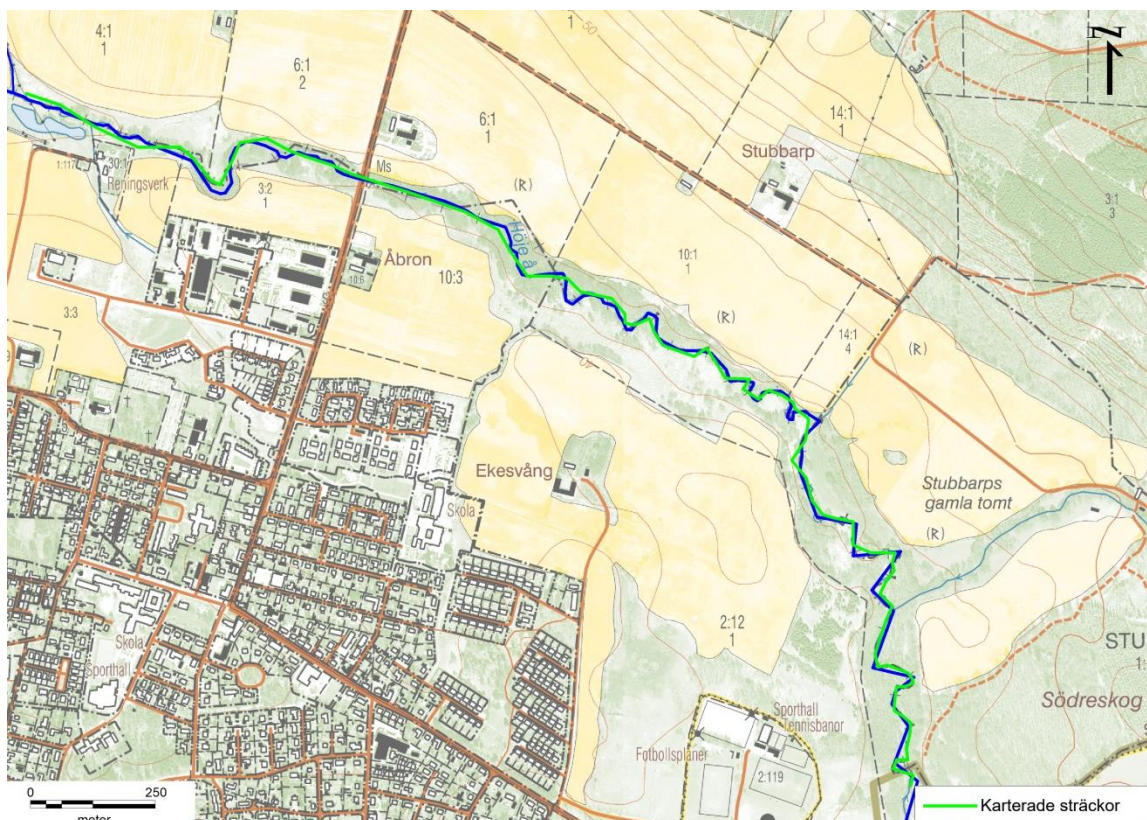 4:1
1
6:1
2
6:1
1
1
50
14:1
1
N
Stubbarp
3:1
3
Ms
(R)
30:1
1:117
Reningsverk
3:2
1
Höje å
Åbron
10:6
10:3
10:1
1
(R)
14:1
4
(R)
3:3
50
Ekesvång
Skola
Stubbarps
gamla tomt
(R)
2:12
1
Skola
Sporthall
STU
Södreskog
Sporthall
Tennisbanor
Fotbollsplaner
2:119
0 250
meter
Karterade sträckor